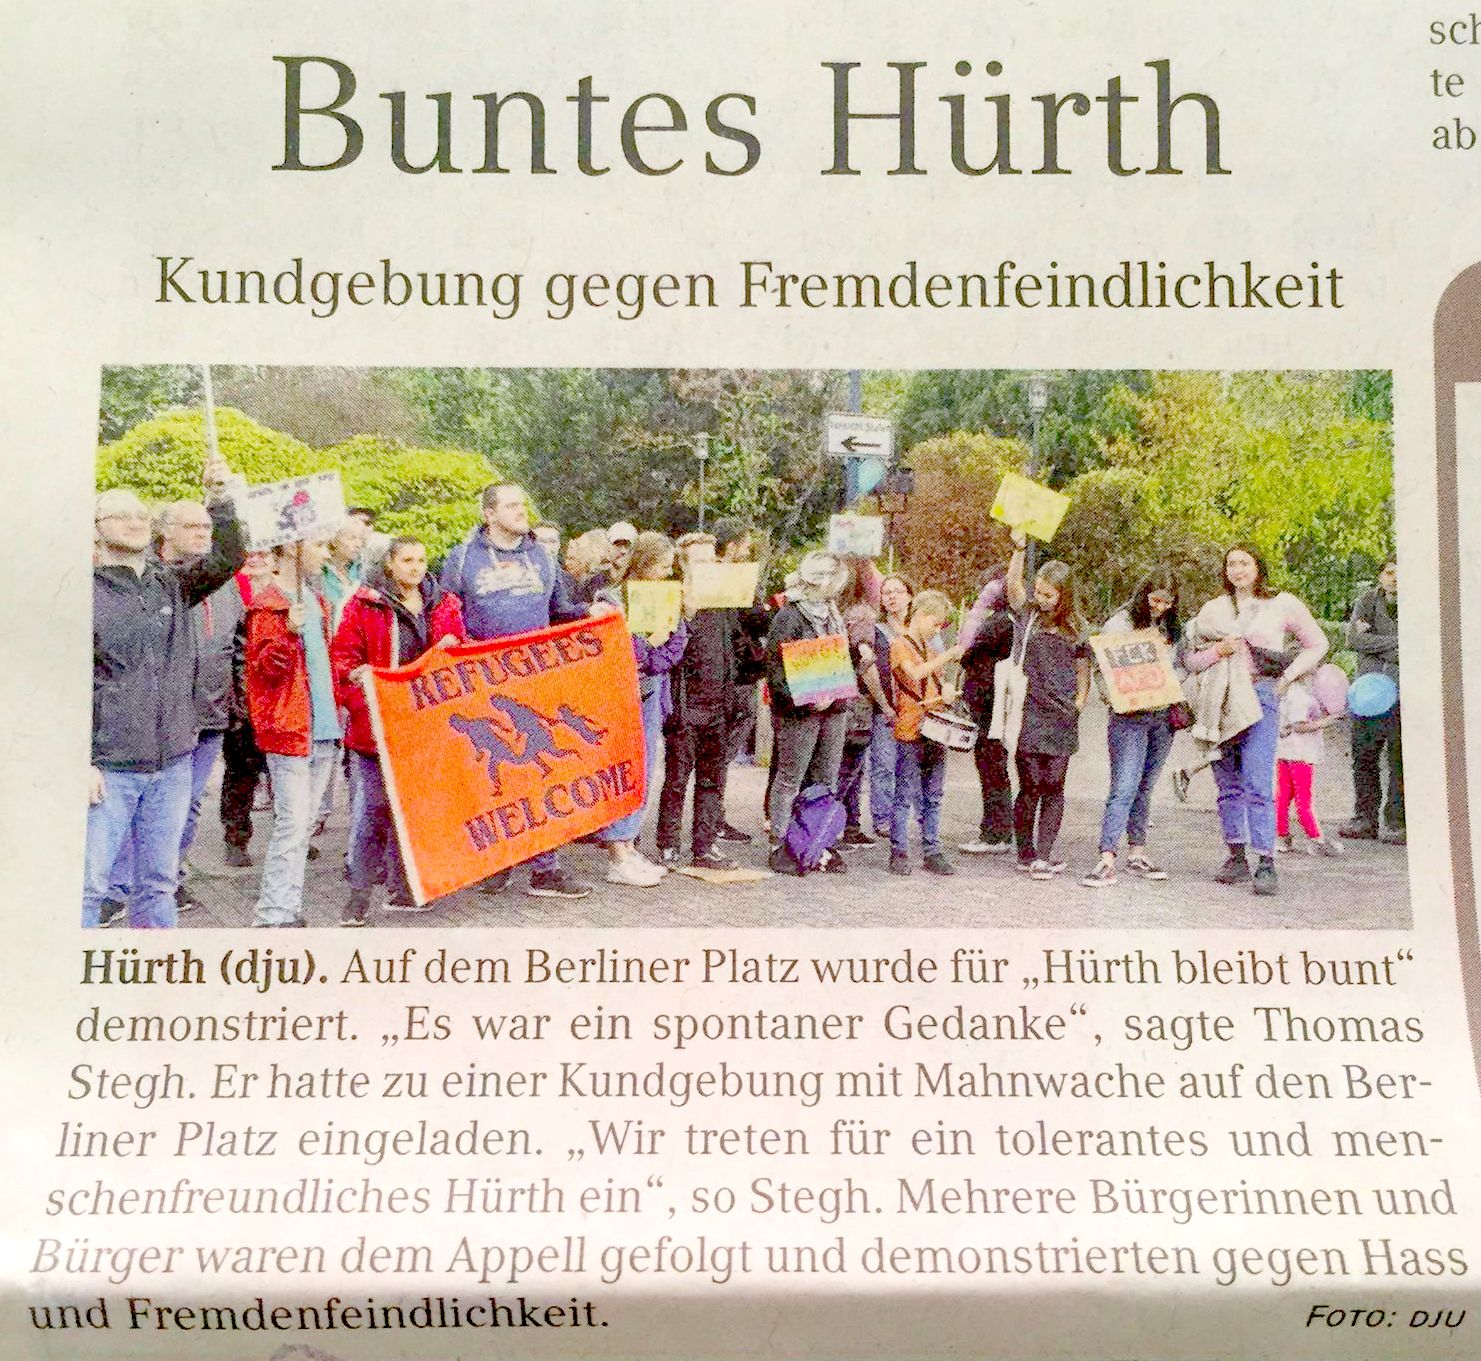 Buntes Hürth
Kundgebung gegen Fremdenfeindlichkeit
REFUGEES
WELCOME
Hürth (dju). Auf dem Berliner Platz wurde für „Hürth bleibt bunt“
demonstriert. „Es war ein spontaner Gedanke“, sagte Thomas
Stegh. Er hatte zu einer Kundgebung mit Mahnwache auf den Ber-
liner Platz eingeladen. „Wir treten für ein tolerantes und men-
schenfreundliches Hürth ein“, so Stegh. Mehrere Bürgerinnen und
Bürger waren dem Appell gefolgt und demonstrierten gegen Hass
und Fremdenfeindlichkeit.
FOTO: DJU
sch
te
ab